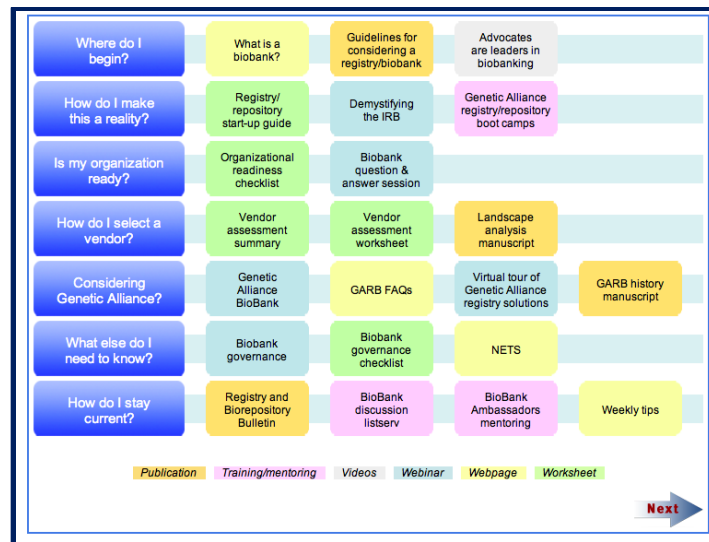 Where do I
begin?
What is a
biobank?
Guidelines for
considering a
registry/biobank
Advocates
are leaders in
biobanking
How do I make
this a reality?
Registry/
repository
start-up guide
Demystifying
the IRB
Genetic Alliance
registry/repository
boot camps
Is my organization
ready?
Organizational
readiness
checklist
Biobank
question &
answer session
How do I select a
vendor?
Vendor
assessment
summary
Vendor
assessment
worksheet
Landscape
analysis
manuscript
Considering
Genetic Alliance?
Genetic
Alliance
BioBank
GARB FAQs
Virtual tour of
Genetic Alliance
registry solutions
GARB history
manuscript
What else do I
need to know?
Biobank
governance
Biobank
governance
checklist
NETS
How do I stay
current?
Registry and
Biorepository
Bulletin
BioBank
discussion
listserv
BioBank
Ambassadors
mentoring
Weekly tips
Publication
Training/mentoring
Videos
Webinar
Webpage
Worksheet
Next